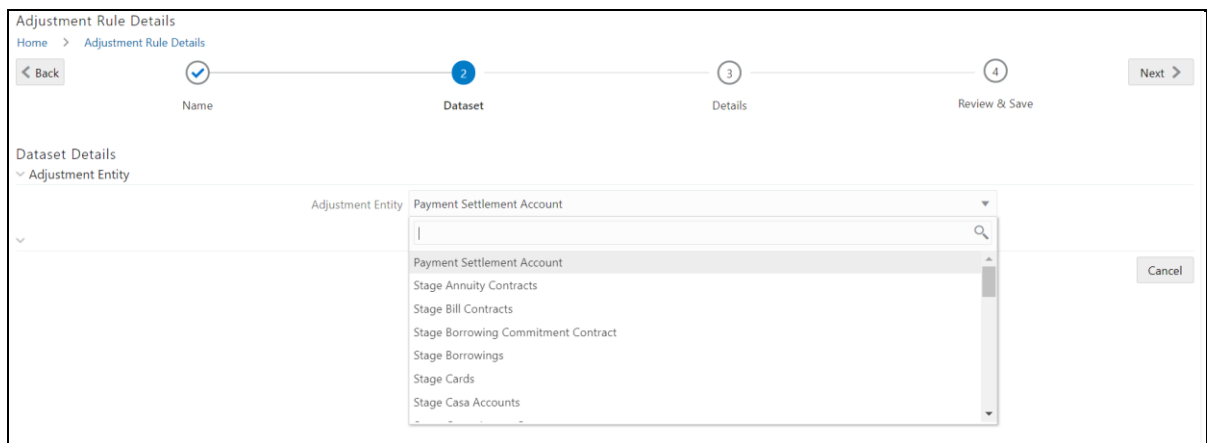 Adjustment Rule Details
Home > Adjustment Rule Details
Back
2
3
4
Next
Name
Dataset
Details
Review & Save
Dataset Details
Adjustment Entity
Adjustment Entity Payment Settlement Account
Payment Settlement Account
Cancel
Stage Annuity Contracts
Stage Bill Contracts
Stage Borrowing Commitment Contract
Stage Borrowings
Stage Cards
Stage Casa Accounts